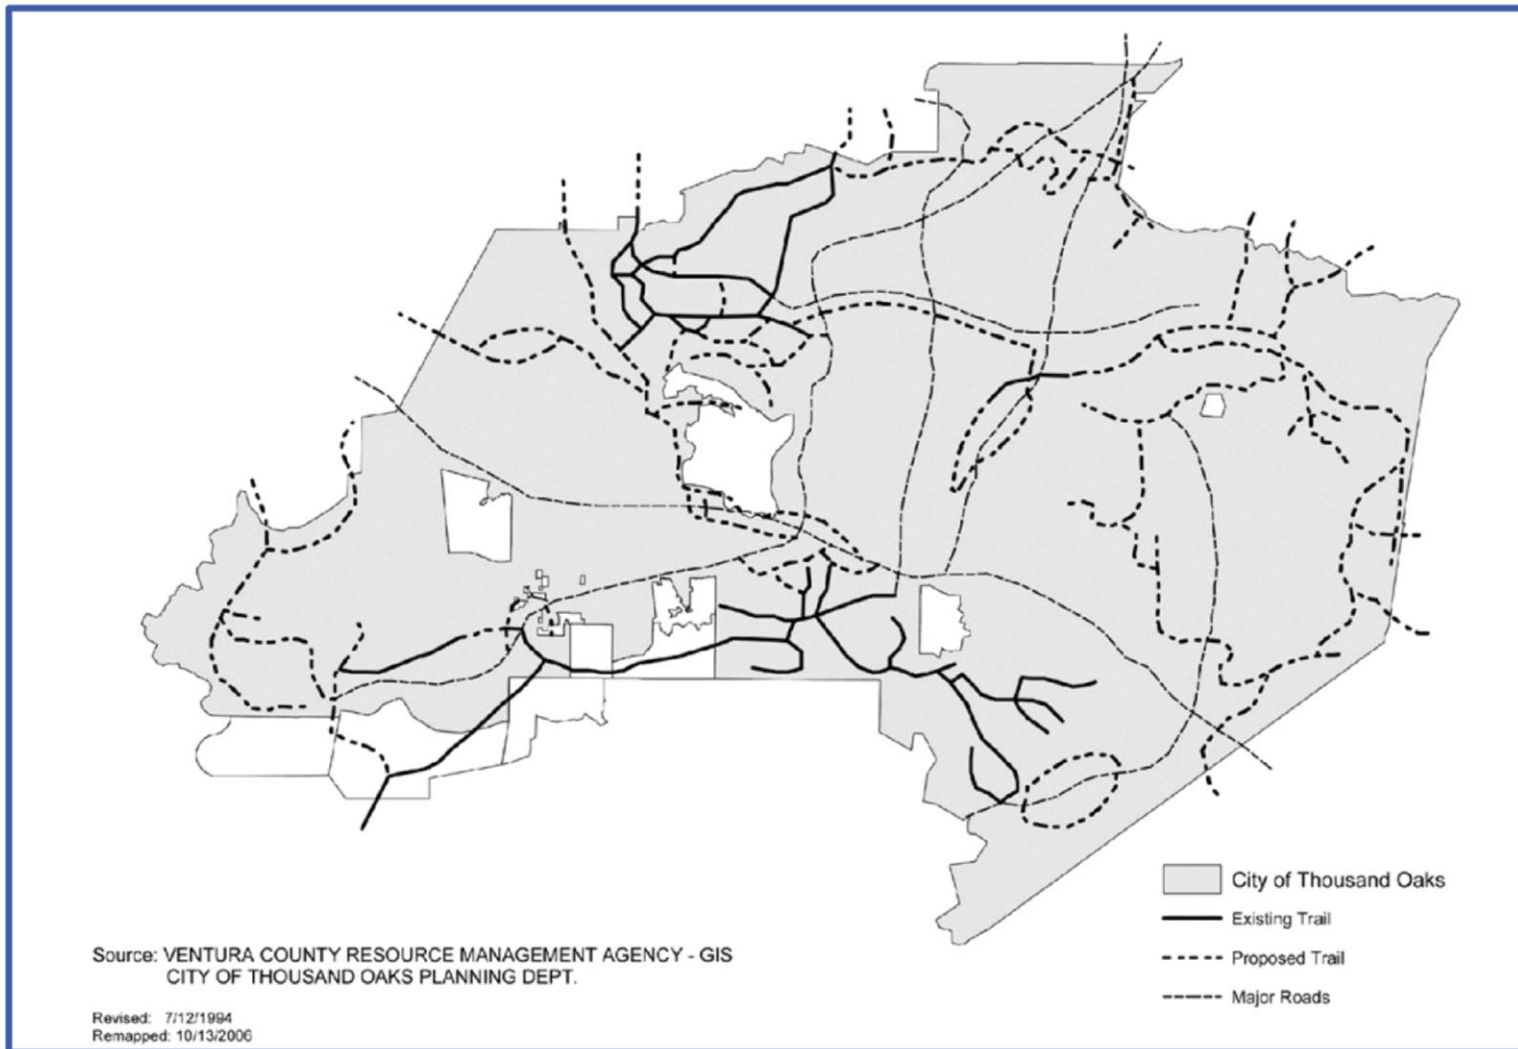 City of Thousand Oaks
Existing Trail
Proposed Trail
Major Roads
Source: VENTURA COUNTY RESOURCE MANAGEMENT AGENCY - GIS
CITY OF THOUSAND OAKS PLANNING DEPT.
Revised: 7/12/1994
Remapped: 10/13/2006